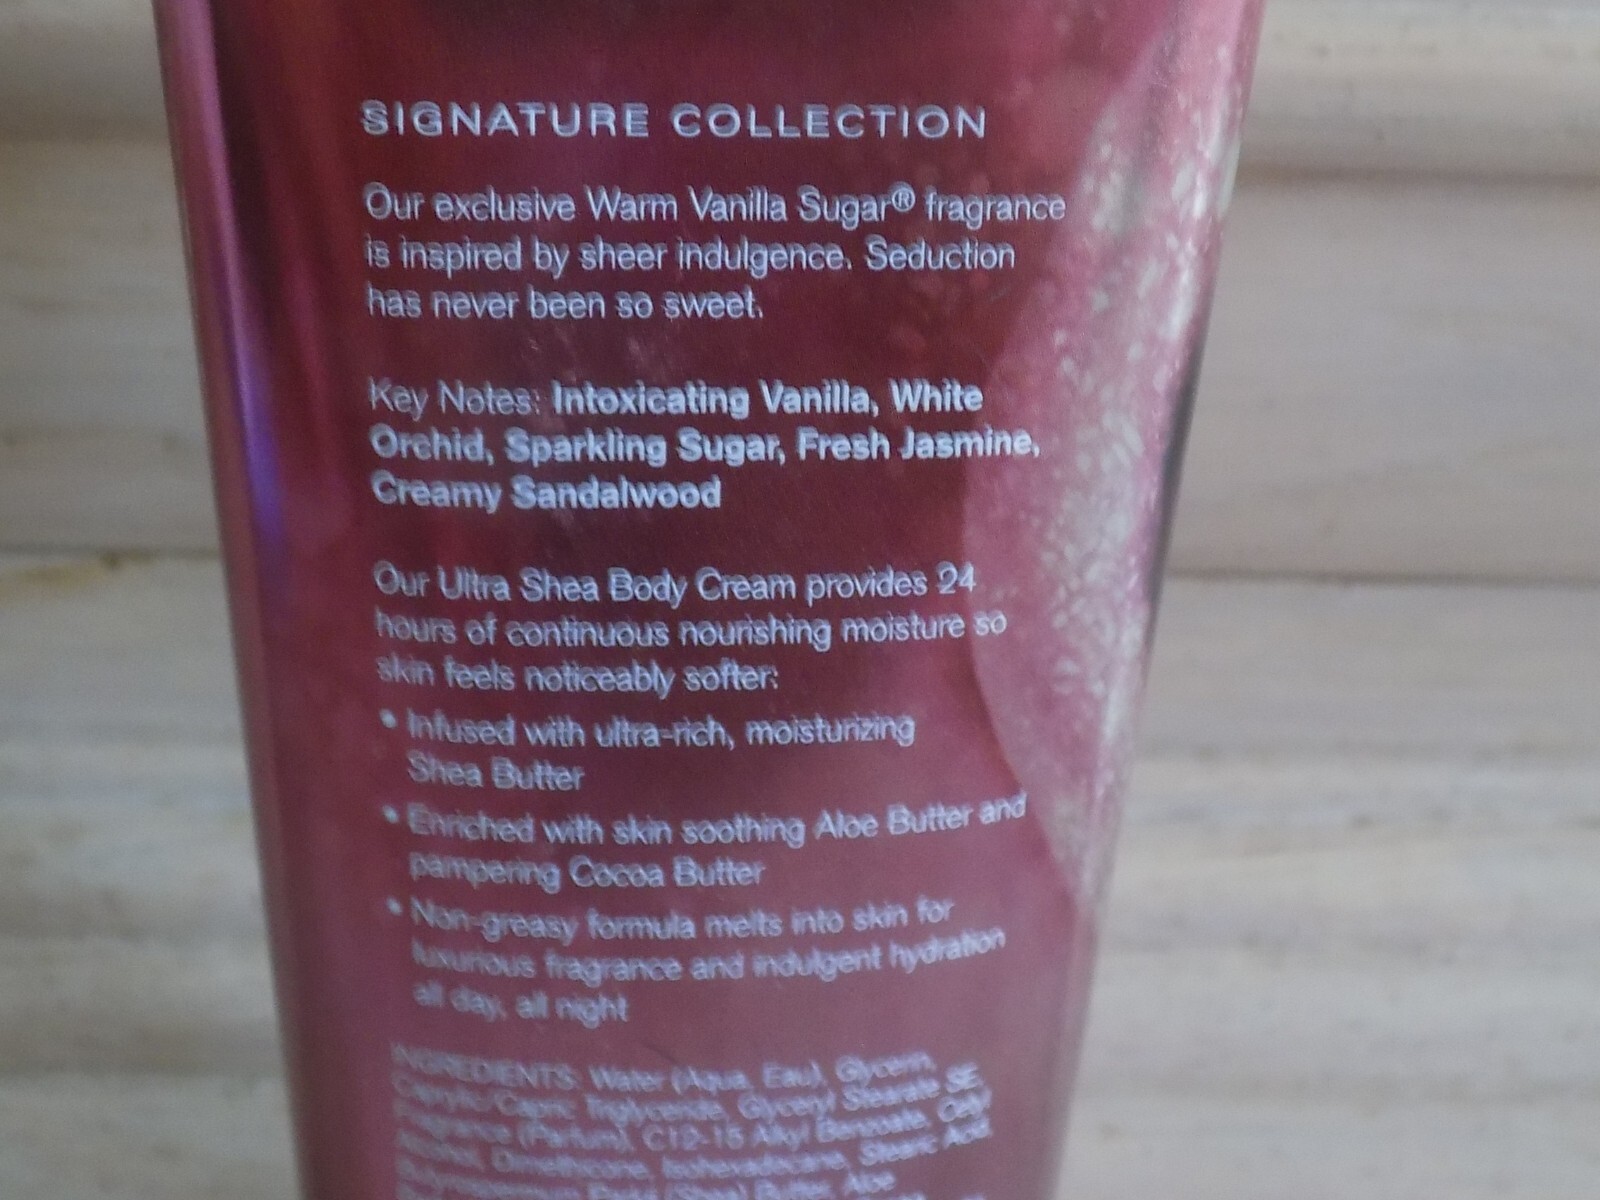 SIGNATURE COLLECTION
Our exclusive Warm Vanilla Sugar® fragrance
is inspired by sheer indulgence. Seduction
has never been so sweet.
Key Notes: Intoxicating Vanilla, White
Orchid, Sparkling Sugar, Fresh Jasmine,
Creamy Sandalwood
Our Ultra Shea Body Cream provides 24
hours of continuous nourishing moisture so
skin feels noticeably softer:
• Infused with ultra-rich, moisturizing
Shea Butter
• Enriched with skin soothing Aloe Butter and
pampering Cocoa Butter
• Non-greasy formula melts into skin for
luxurious fragrance and indulgent hydration
all day, all night
INGREDIENTS: Water (Aqua, Eau), Glycerin,
Caprylic/Capric Triglyceride, Glyceryl Stearate SE,
Fragrance (Parfum), C12-15 Alkyl Benzoate, Cetyl
Alcohol, Dimethicone, Isohexadecane, Stearic Acid,
Butter, Aloe